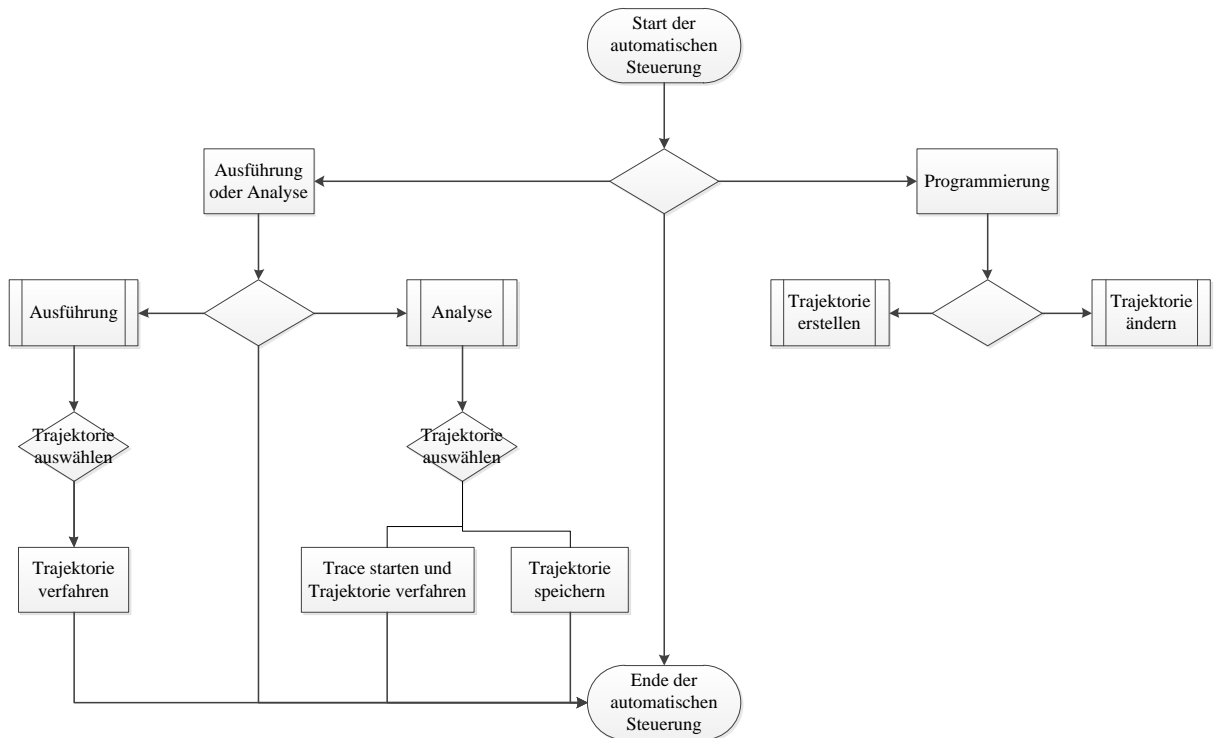 Start der
automatischen
Steuerung
Ausführung
oder Analyse
Programmierung
Ausführung
Analyse
Trajektorie
erstellen
Trajektorie
ändern
Trajektorie
auswählen
Trajektorie
auswählen
Trajektorie
verfahren
Trace starten und
Trajektorie verfahren
Trajektorie
speichern
Ende der
automatischen
Steuerung